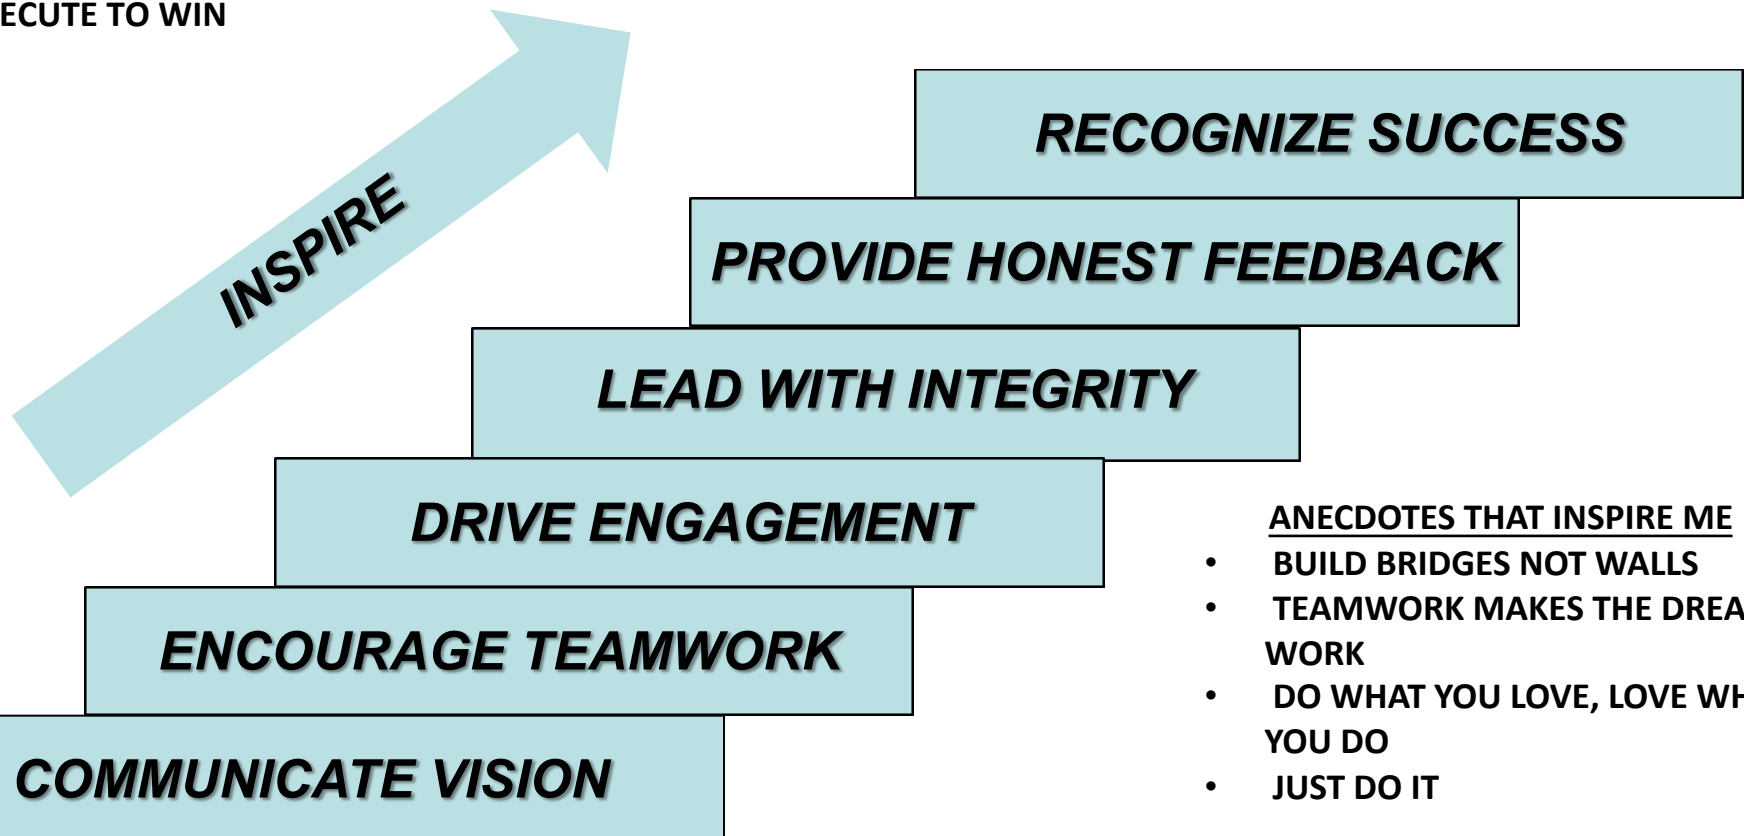 ECUTE TO WIN
INSPIRE
RECOGNIZE SUCCESS
PROVIDE HONEST FEEDBACK
LEAD WITH INTEGRITY
DRIVE ENGAGEMENT
ENCOURAGE TEAMWORK
COMMUNICATE VISION
ANECDOTES THAT INSPIRE ME
• BUILD BRIDGES NOT WALLS
• TEAMWORK MAKES THE DREA
WORK
• DO WHAT YOU LOVE, LOVE WH
YOU DO
• JUST DO IT